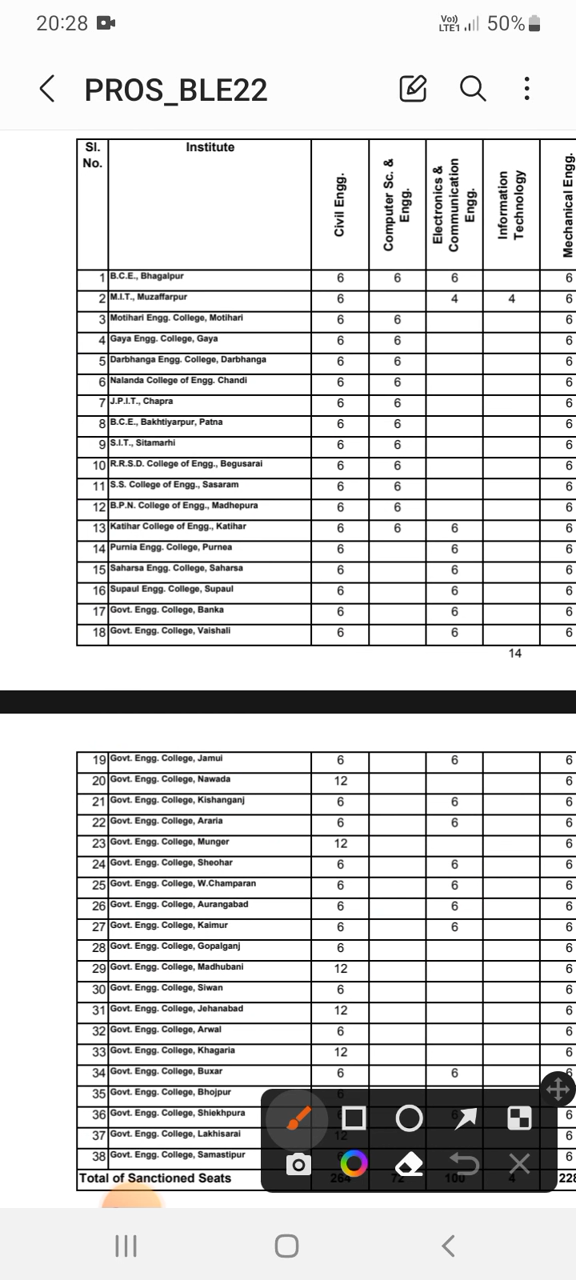 20:28 Vo)) LTE1 50%
PROS_BLE22
Sl. No. Institute Civil Engg. Computer Sc. & Engg. Electronics & Communication Engg. Information Technology Mechanical Engg.
1 B.C.E., Bhagalpur 6 6 6 6
2 M.I.T., Muzaffarpur 6 4 4 6
3 Motihari Engg. College, Motihari 6 6 6
4 Gaya Engg. College, Gaya 6 6 6
5 Darbhanga Engg. College, Darbhanga 6 6 6
6 Nalanda College of Engg. Chandi 6 6 6
7 J.P.I.T., Chapra 6 6 6
8 B.C.E., Bakhtiyarpur, Patna 6 6 6
9 S.I.T., Sitamarhi 6 6 6
10 R.R.S.D. College of Engg., Begusarai 6 6 6
11 S.S. College of Engg., Sasaram 6 6 6
12 B.P.N. College of Engg., Madhepura 6 6 6
13 Katihar College of Engg., Katihar 6 6 6 6
14 Purnia Engg. College, Purnea 6 6 6
15 Saharsa Engg. College, Saharsa 6 6 6
16 Supaul Engg. College, Supaul 6 6 6
17 Govt. Engg. College, Banka 6 6 6
18 Govt. Engg. College, Vaishali 6 6 6
14
19 Govt. Engg. College, Jamui 6 6 6
20 Govt. Engg. College, Nawada 12 6
21 Govt. Engg. College, Kishanganj 6 6 6
22 Govt. Engg. College, Araria 6 6 6
23 Govt. Engg. College, Munger 12 6
24 Govt. Engg. College, Sheohar 6 6 6
25 Govt. Engg. College, W.Champaran 6 6 6
26 Govt. Engg. College, Aurangabad 6 6 6
27 Govt. Engg. College, Kaimur 6 6 6
28 Govt. Engg. College, Gopalganj 6 6
29 Govt. Engg. College, Madhubani 12 6
30 Govt. Engg. College, Siwan 6 6
31 Govt. Engg. College, Jehanabad 12 6
32 Govt. Engg. College, Arwal 6 6
33 Govt. Engg. College, Khagaria 12 6
34 Govt. Engg. College, Buxar 6 6 6
35 Govt. Engg. College, Bhojpur 6
36 Govt. Engg. College, Shiekhpura 6
37 Govt. Engg. College, Lakhisarai 12 6
38 Govt. Engg. College, Samastipur 6
Total of Sanctioned Seats 264 72 100 4 228